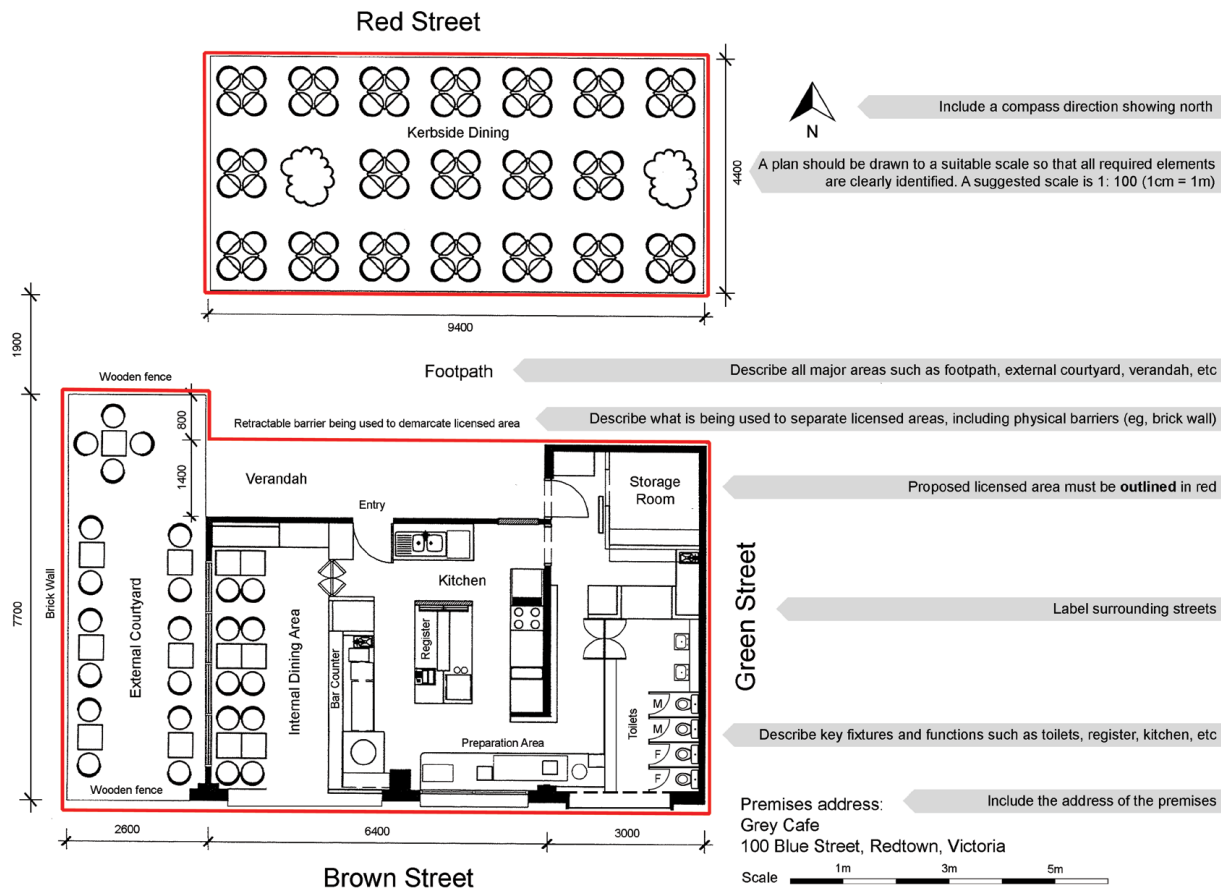 Red Street
Kerbside Dining
4400
9400
N
Include a compass direction showing north
A plan should be drawn to a suitable scale so that all required elements
are clearly identified. A suggested scale is 1: 100 (1cm = 1m)
1900
Footpath
Describe all major areas such as footpath, external courtyard, verandah, etc
Wooden fence
800
Retractable barrier being used to demarcate licensed area
Describe what is being used to separate licensed areas, including physical barriers (eg, brick wall)
1400
Verandah
Entry
Storage
Room
Proposed licensed area must be outlined in red
7700
Brick Wall
External Courtyard
Internal Dining Area
Bar Counter
Kitchen
Register
Preparation Area
Toilets
M
M
F
F
Green Street
Label surrounding streets
Describe key fixtures and functions such as toilets, register, kitchen, etc
Wooden fence
2600
6400
3000
Brown Street
Premises address:
Grey Cafe
100 Blue Street, Redtown, Victoria
Include the address of the premises
Scale
1m
3m
5m